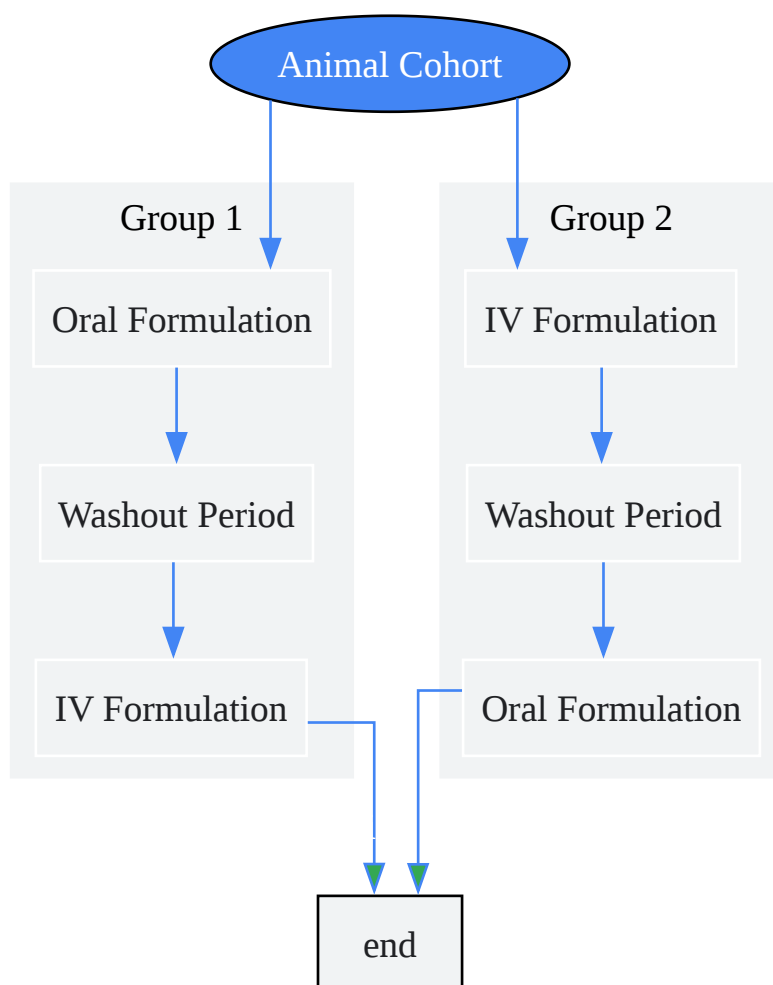 Animal Cohort
Group 1
Oral Formulation
Washout Period
IV Formulation
Group 2
IV Formulation
Washout Period
Oral Formulation
end